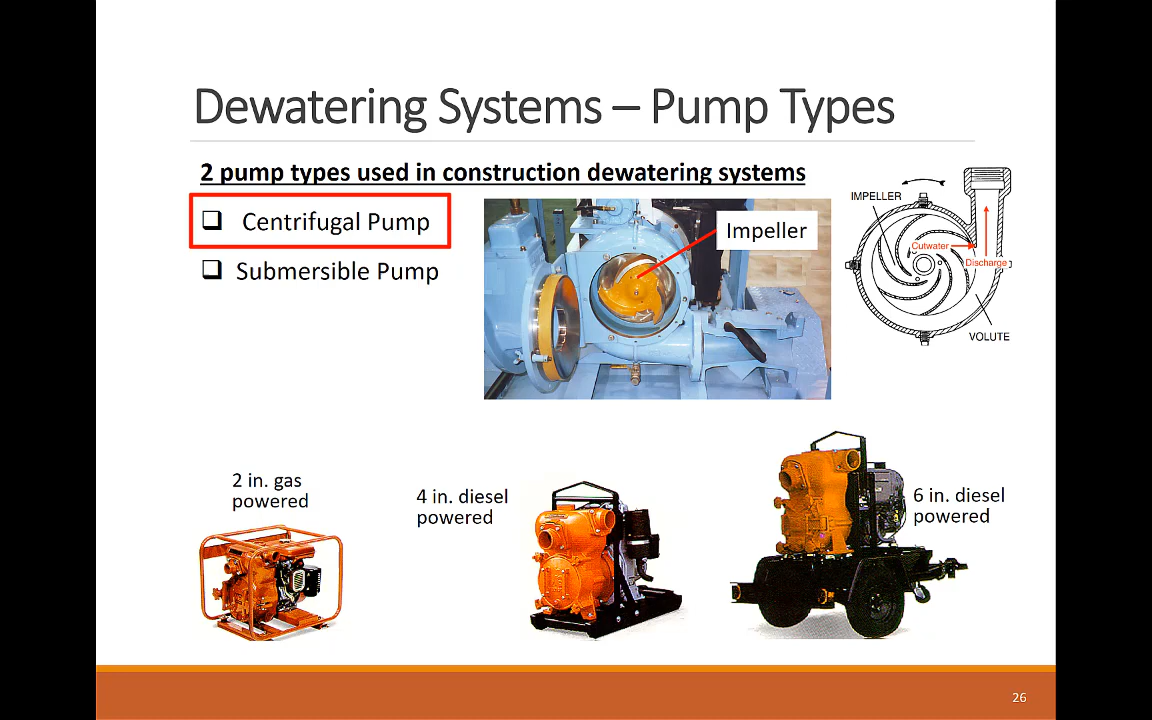 Dewatering Systems – Pump Types
2 pump types used in construction dewatering systems
Centrifugal Pump
Submersible Pump
Impeller
IMPELLER
Cutwater
Discharge
VOLUTE
2 in. gas
powered
4 in. diesel
powered
6 in. diesel
powered
26